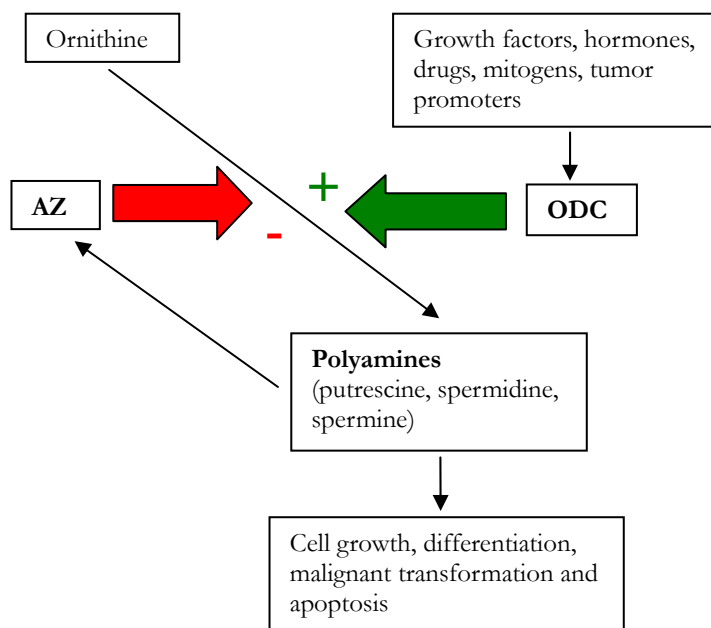 Ornithine
Growth factors, hormones,
drugs, mitogens, tumor
promoters
AZ
+
-
ODC
Polyamines
(putrescine, spermidine,
spermine)
Cell growth, differentiation,
malignant transformation and
apoptosis